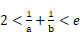 2 < 1/a + 1/b < e